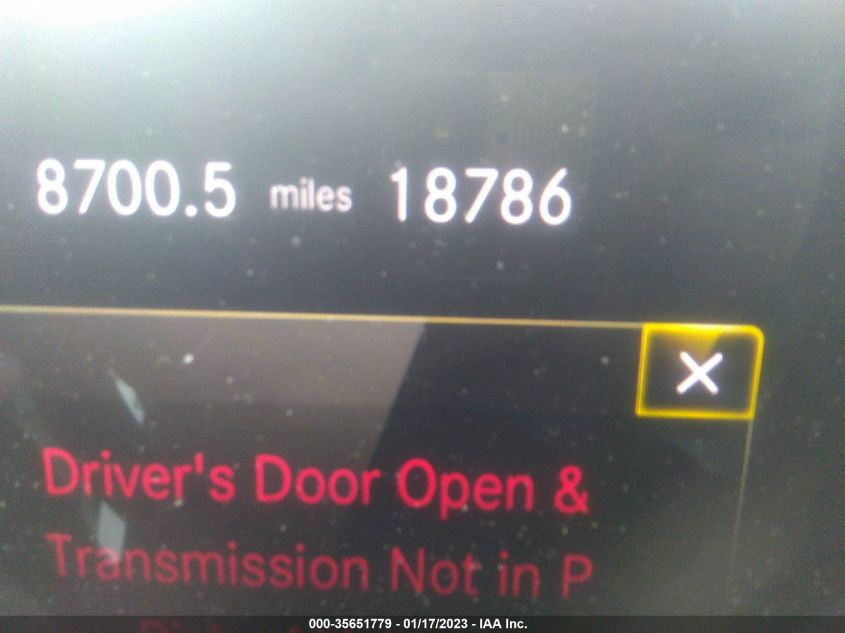 8700.5 miles 18786
×
Driver's Door Open &
Transmission Not in P
000-35651779 - 01/17/2023 - IAA Inc.